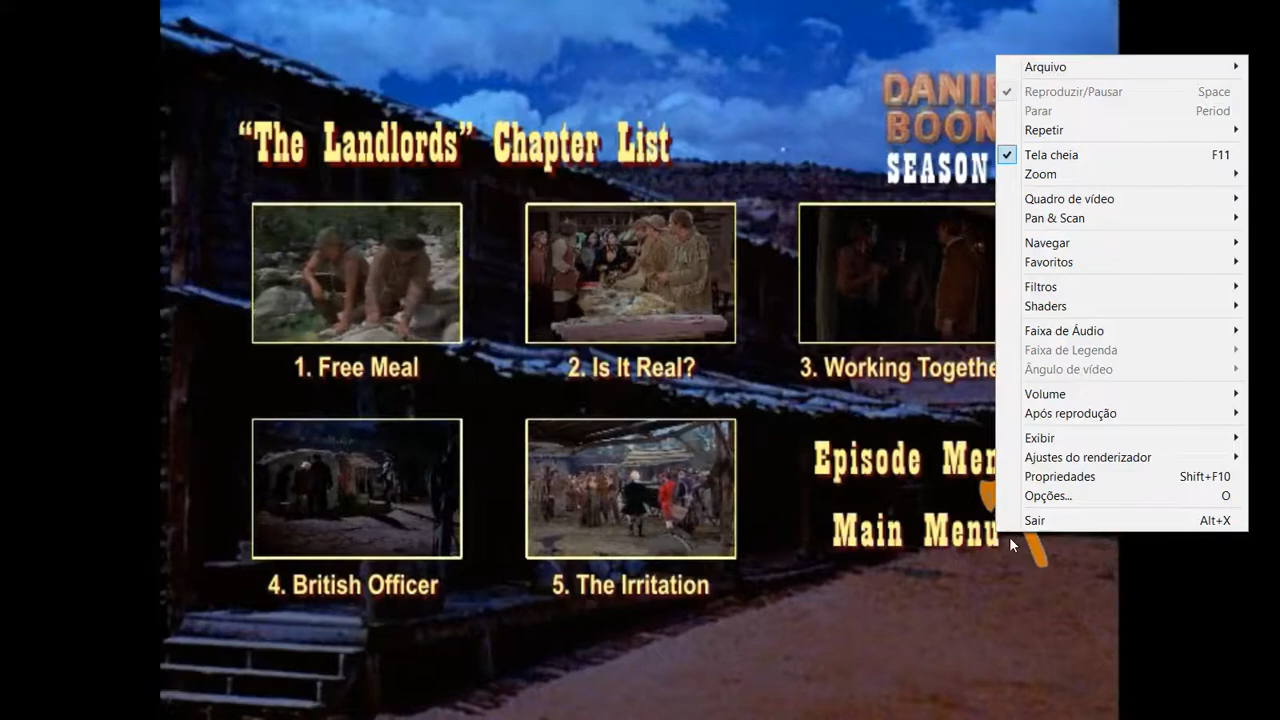 “The Landlords” Chapter List
DANIE
BOON
SEASON
1. Free Meal
2. Is It Real?
3. Working Togethe
4. British Officer
5. The Irritation
Episode Men
Main Menu
Arquivo
Reproduzir/Pausar Space
Parar Period
Repetir
Tela cheia F11
Zoom
Quadro de vídeo
Pan & Scan
Navegar
Favoritos
Filtros
Shaders
Faixa de Áudio
Faixa de Legenda
Ângulo de vídeo
Volume
Após reprodução
Exibir
Ajustes do renderizador
Propriedades Shift+F10
Opções... O
Sair Alt+X